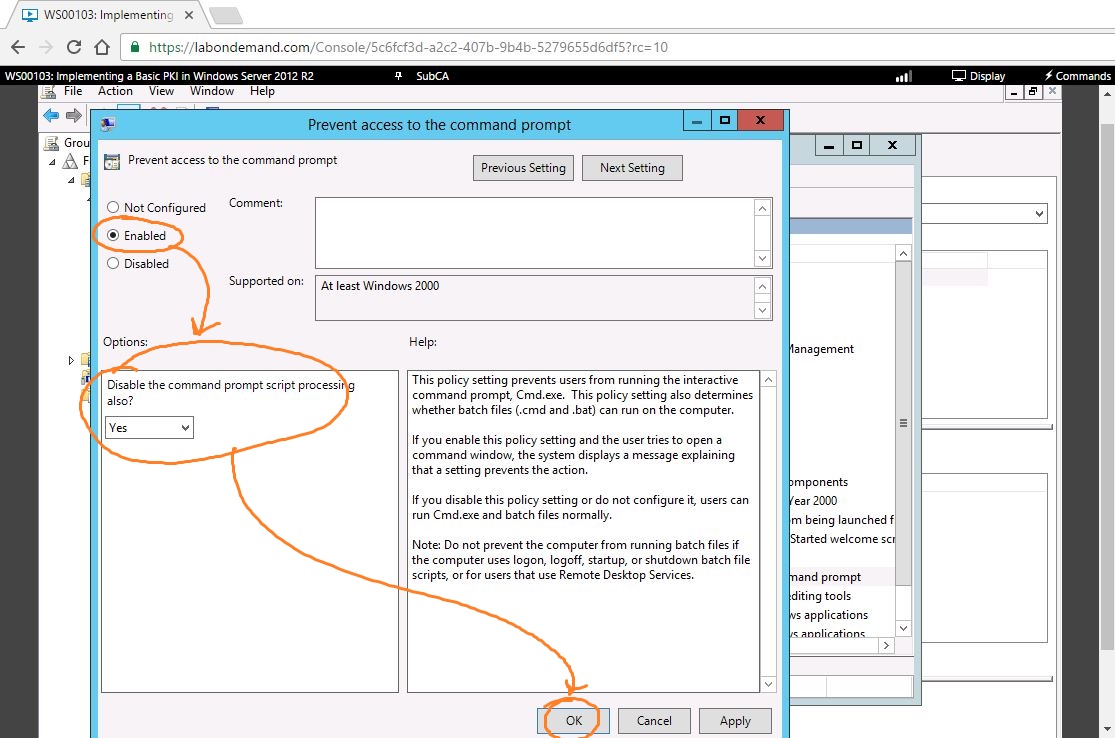 WS00103: Implementing
https://labondemand.com/Console/5c6fcf3d-a2c2-407b-9b4b-5279655d6df5?rc=10
WS00103: Implementing a Basic PKI in Windows Server 2012 R2 SubCA Display Commands
File Action View Window Help
Prevent access to the command prompt
Grou
F
Prevent access to the command prompt
Previous Setting Next Setting
Not Configured
Comment:
Enabled
Disabled
Supported on:
At least Windows 2000
Options:
Help:
Disable the command prompt script processing
also?
Yes
This policy setting prevents users from running the interactive
command prompt, Cmd.exe. This policy setting also determines
whether batch files (.cmd and .bat) can run on the computer.
If you enable this policy setting and the user tries to open a
command window, the system displays a message explaining
that a setting prevents the action.
If you disable this policy setting or do not configure it, users can
run Cmd.exe and batch files normally.
Note: Do not prevent the computer from running batch files if
the computer uses logon, logoff, startup, or shutdown batch file
scripts, or for users that use Remote Desktop Services.
Management
omponents
Year 2000
m being launched f
Started welcome scr
mand prompt
editing tools
ws applications
ws applications
OK Cancel Apply